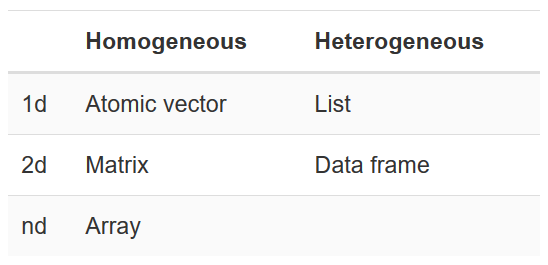 Homogeneous Heterogeneous
1d Atomic vector List
2d Matrix Data frame
nd Array